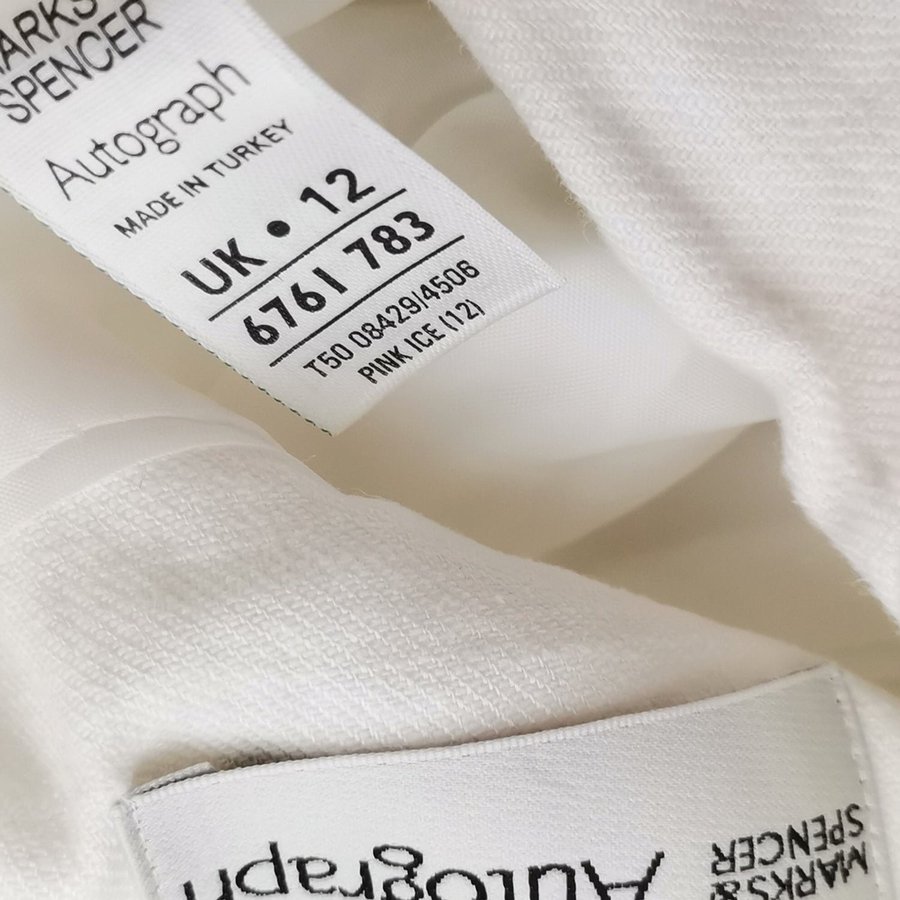 MARKS
SPENCER
Autograph
MADE IN TURKEY
UK • 12
6761 783
T50 08429/4506
PINK ICE (12)
MARKS &
SPENCER
Autograph